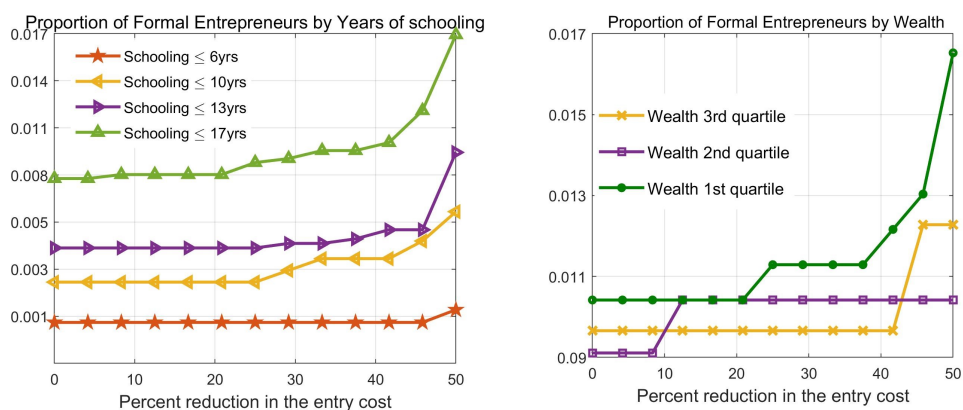 Proportion of Formal Entrepreneurs by Years of schooling
0.017
0.014
0.011
0.008
0.005
0.003
0.001
Schooling ≤ 6yrs
Schooling ≤ 10yrs
Schooling ≤ 13yrs
Schooling ≤ 17yrs
0 10 20 30 40 50
Percent reduction in the entry cost
Proportion of Formal Entrepreneurs by Wealth
0.017
0.015
0.013
0.011
0.09
Wealth 3rd quartile
Wealth 2nd quartile
Wealth 1st quartile
0 10 20 30 40 50
Percent reduction in the entry cost